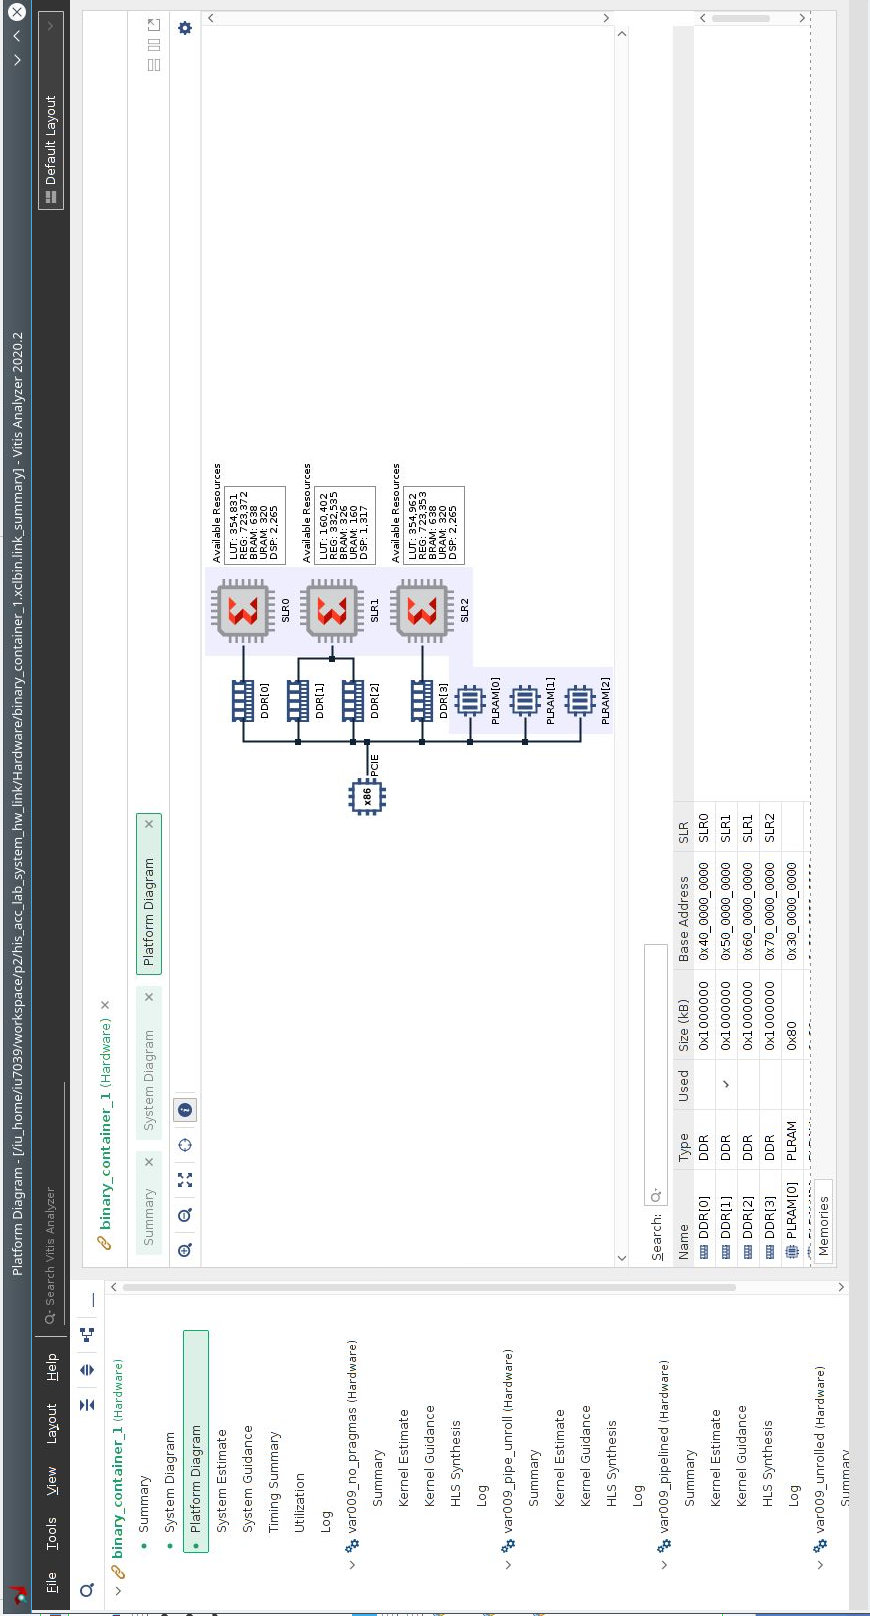 Platform Diagram - [/iu_home/iu7039/workspace/p2/his_acc_lab_system_hw_link/Hardware/binary_container_1.xclbin.link_summary] - Vitis Analyzer 2020.2
File Tools View Layout Help
Search Vitis Analyzer
Default Layout
binary_container_1 (Hardware)
Summary
System Diagram
Platform Diagram
System Estimate
System Guidance
Timing Summary
Utilization
Log
var009_no_pragmas (Hardware)
Summary
Kernel Estimate
Kernel Guidance
HLS Synthesis
Log
var009_pipe_unroll (Hardware)
Summary
Kernel Estimate
Kernel Guidance
HLS Synthesis
Log
var009_pipelined (Hardware)
Summary
Kernel Estimate
Kernel Guidance
HLS Synthesis
Log
var009_unrolled (Hardware)
Summary
binary_container_1 (Hardware)
Summary
System Diagram
Platform Diagram
x86
PCIE
DDR[0]
DDR[1]
DDR[2]
DDR[3]
PLRAM[0]
PLRAM[1]
PLRAM[2]
SLR0
SLR1
SLR2
Available Resources
LUT: 354,831
REG: 723,372
BRAM: 638
URAM: 320
DSP: 2,265
Available Resources
LUT: 160,402
REG: 332,535
BRAM: 326
URAM: 160
DSP: 1,317
Available Resources
LUT: 354,962
REG: 723,353
BRAM: 638
URAM: 320
DSP: 2,265
Search:
Name Type Used Size (kB) Base Address SLR
DDR[0] DDR 0x1000000 0x40_0000_0000 SLR0
DDR[1] DDR ✓ 0x1000000 0x50_0000_0000 SLR1
DDR[2] DDR 0x1000000 0x60_0000_0000 SLR1
DDR[3] DDR 0x1000000 0x70_0000_0000 SLR2
PLRAM[0] PLRAM 0x80 0x30_0000_0000
Memories